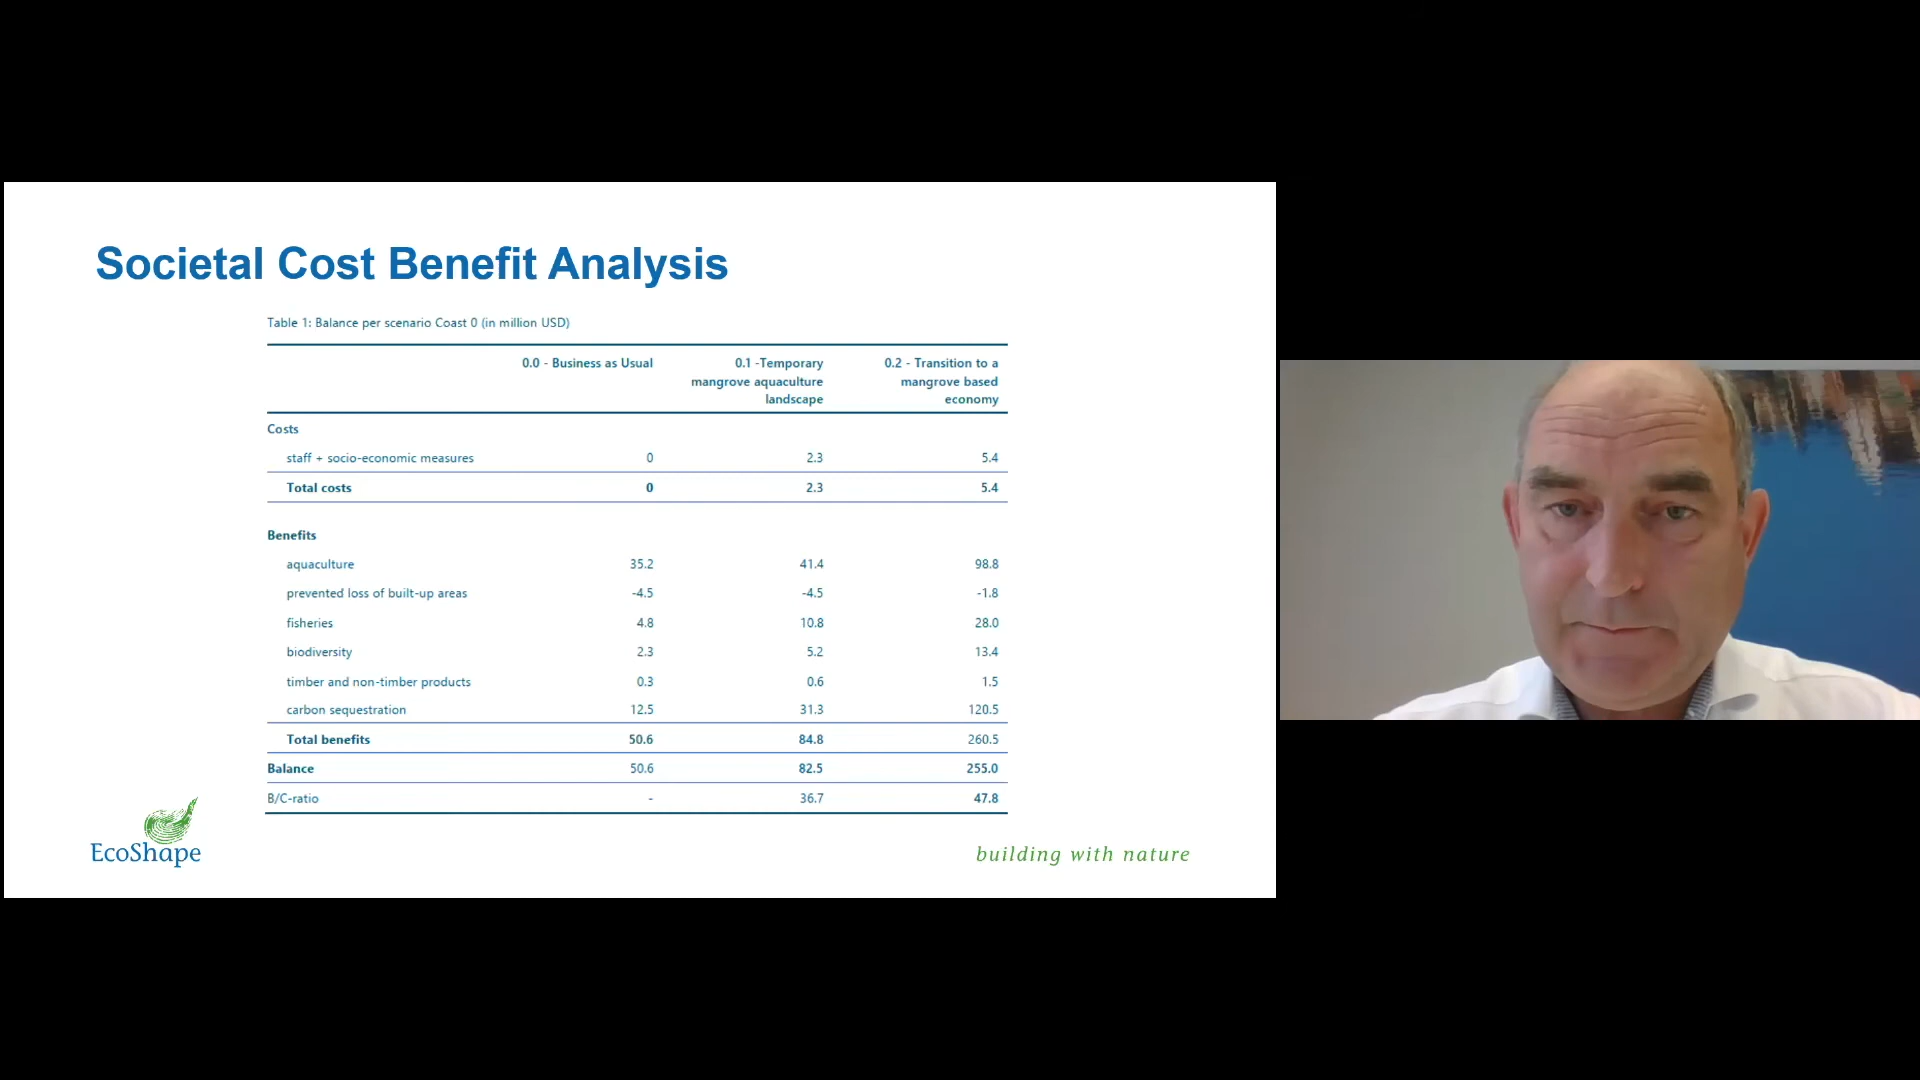 Societal Cost Benefit Analysis
Table 1: Balance per scenario Coast 0 (in million USD)
0.0 - Business as Usual 0.1 -Temporary mangrove aquaculture landscape 0.2 - Transition to a mangrove based economy
Costs
staff + socio-economic measures 0 2.3 5.4
Total costs 0 2.3 5.4
Benefits
aquaculture 35.2 41.4 98.8
prevented loss of built-up areas -4.5 -4.5 -1.8
fisheries 4.8 10.8 28.0
biodiversity 2.3 5.2 13.4
timber and non-timber products 0.3 0.6 1.5
carbon sequestration 12.5 31.3 120.5
Total benefits 50.6 84.8 260.5
Balance 50.6 82.5 255.0
B/C-ratio - 36.7 47.8
EcoShape
building with nature